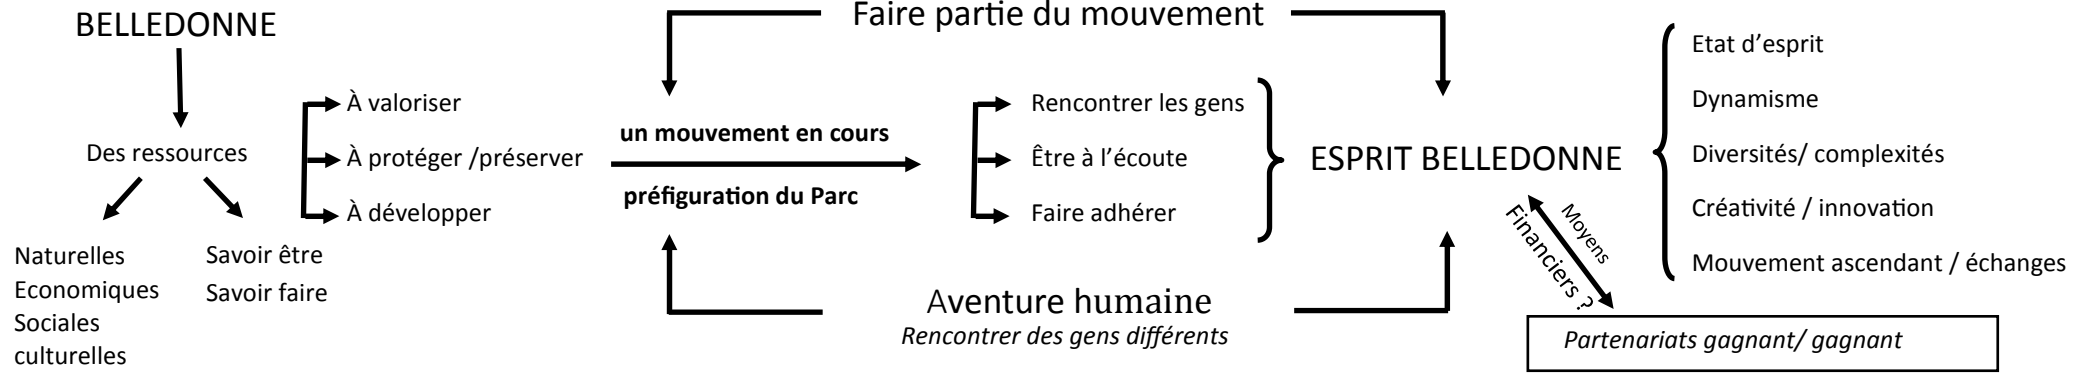 BELLEDONNE
Des ressources
Naturelles
Economiques
Sociales
culturelles
Savoir être
Savoir faire
À valoriser
À protéger /préserver
À développer
Faire partie du mouvement
un mouvement en cours
préfiguration du Parc
Aventure humaine
Rencontrer des gens différents
Rencontrer les gens
Être à l’écoute
Faire adhérer
ESPRIT BELLEDONNE
Etat d’esprit
Dynamisme
Diversités/ complexités
Créativité / innovation
Mouvement ascendant / échanges
Moyens
Financiers ?
Partenariats gagnant/ gagnant